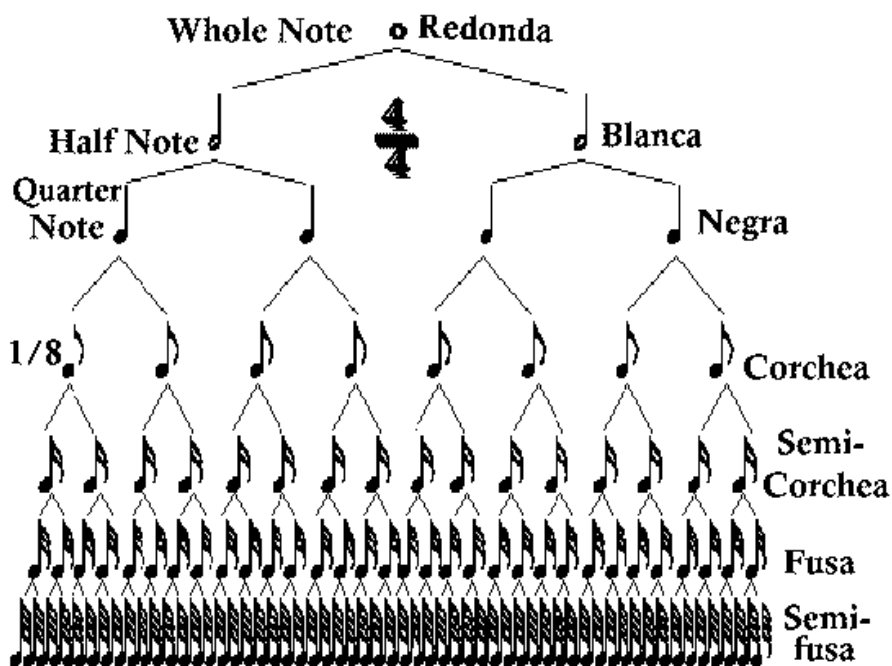 Whole Note Redonda
4
4
Half Note Blanca
Quarter
Note Negra
1/8 Corchea
Semi-
Corchea
Fusa
Semi-
fusa